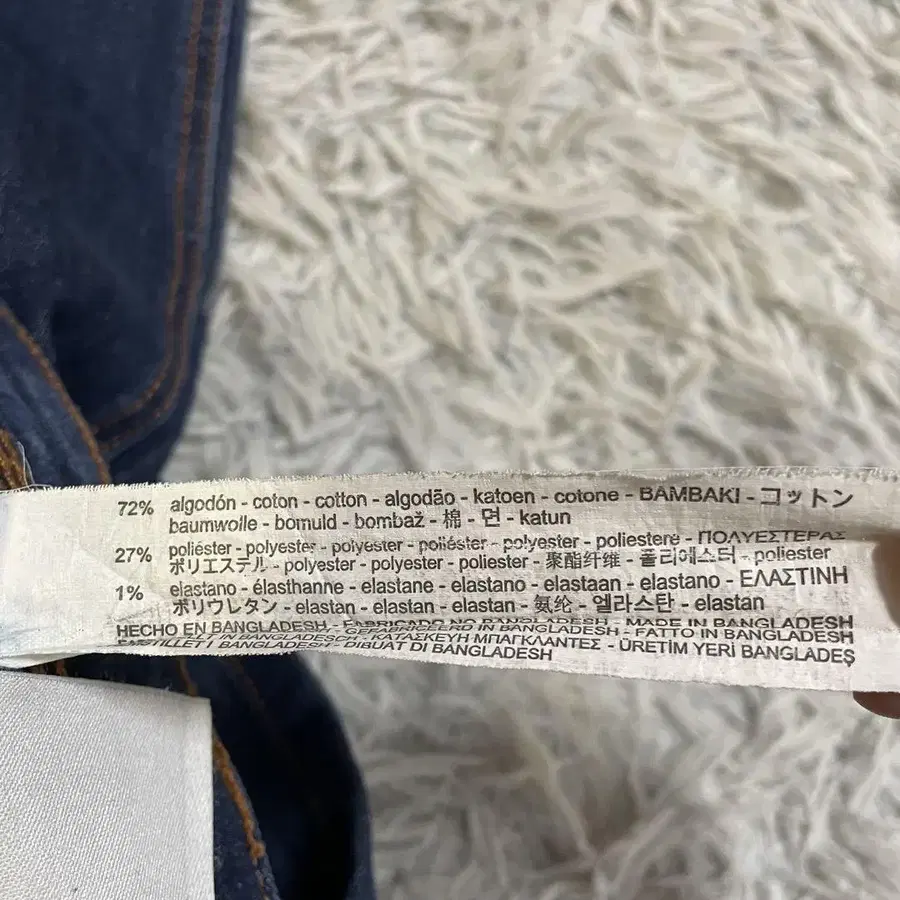 72% algodón - coton - cotton - algodão - katoen - cotone - BAMBAKI - コットン
baumwolle - bomuld - bombaž - 棉 - 면 - katun
27% poliéster - polyester - polyester - poliéster - polyester - poliestere - ΠΟΛΥΕΣΤΕΡΑΣ
ポリエステル - polyester - polyester - poliester - 聚酯纤维 - 폴리에스터 - poliester
1% elastano - élasthanne - elastane - elastano - elastaan - elastano - ΕΛΑΣΤΙΝΗ
ポリウレタン - elastan - elastan - elastan - 氨纶 - 엘라스탄 - elastan
HECHO EN BANGLADESH - FABRICADO NO BANGLADESH - MADE IN BANGLADESH
IN BANGLADESH - FATTO IN BANGLADESH
IN BANGLADESCH - ΚΑΤΑΣΚΕΥΗ ΜΠΑΓΚΛΑΝΤΕΣ - ÜRETİM YERİ BANGLADEŞ
BANGLADESH - DIBUAT DI BANGLADESH